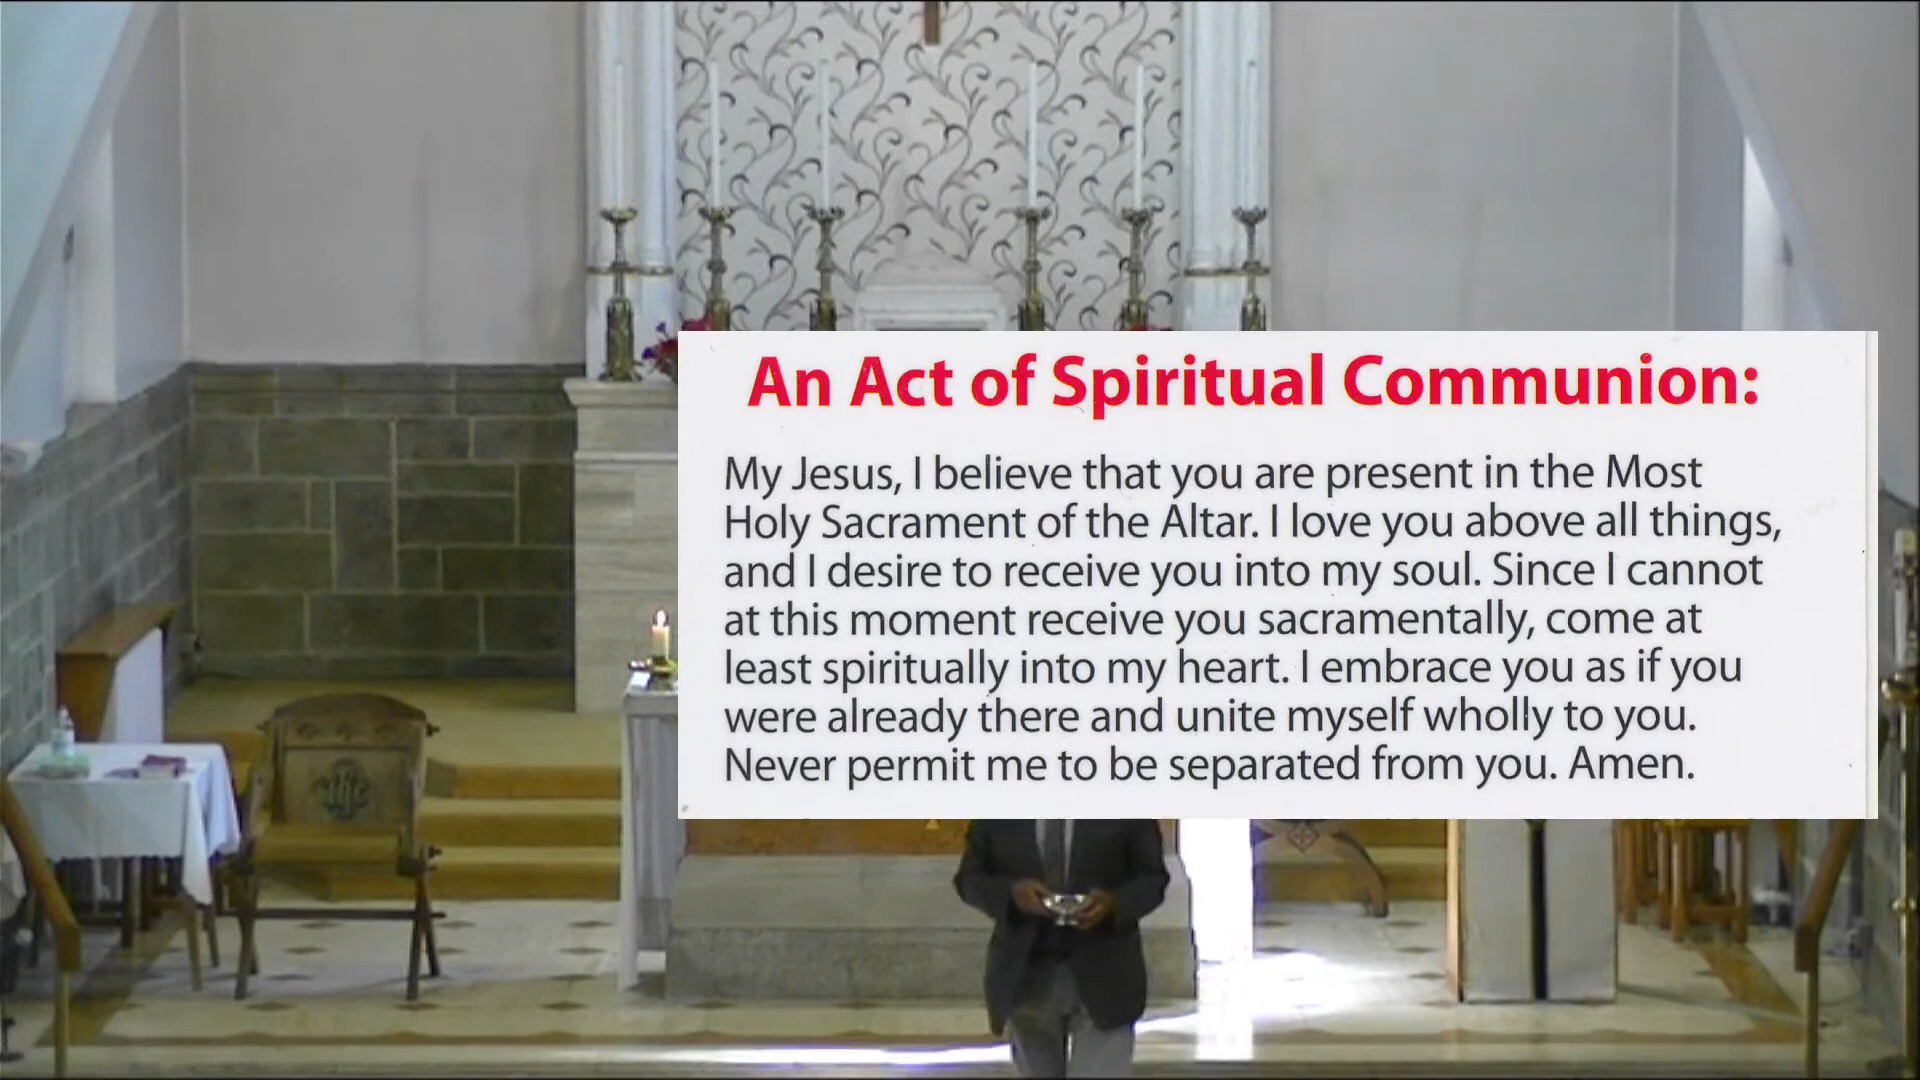 An Act of Spiritual Communion:
My Jesus, I believe that you are present in the Most
Holy Sacrament of the Altar. I love you above all things,
and I desire to receive you into my soul. Since I cannot
at this moment receive you sacramentally, come at
least spiritually into my heart. I embrace you as if you
were already there and unite myself wholly to you.
Never permit me to be separated from you. Amen.
IHS